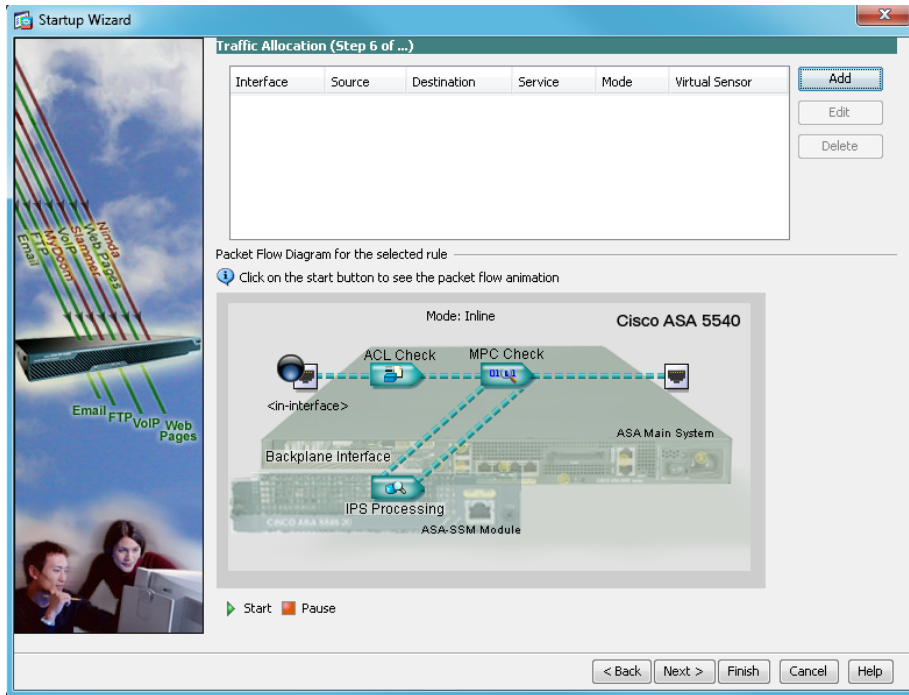 Startup Wizard
Traffic Allocation (Step 6 of ...)
Interface Source Destination Service Mode Virtual Sensor
Add
Edit
Delete
Nimda
Web Pages
Slammer
VoIP
MyDoom
FTP
Email
Email FTP VoIP Web Pages
Packet Flow Diagram for the selected rule
Click on the start button to see the packet flow animation
Mode: Inline
Cisco ASA 5540
ACL Check MPC Check
<in-interface>
ASA Main System
Backplane Interface
IPS Processing
ASA-SSM Module
Start Pause
< Back Next > Finish Cancel Help